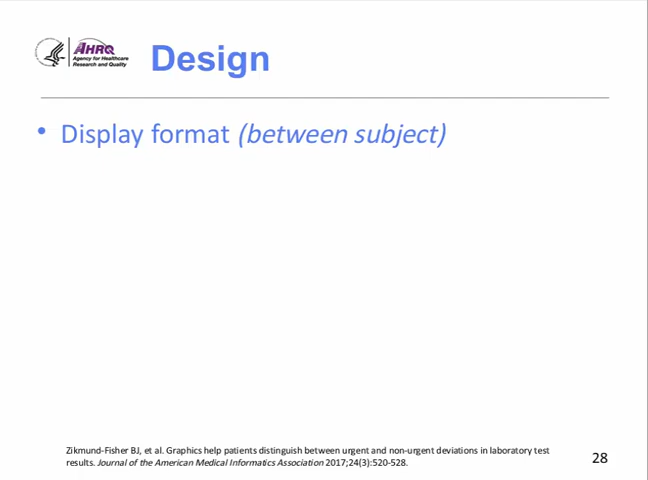 AHRQ
Agency for Healthcare
Research and Quality
Design
• Display format (between subject)
Zikmund-Fisher BJ, et al. Graphics help patients distinguish between urgent and non-urgent deviations in laboratory test
results. Journal of the American Medical Informatics Association 2017;24(3):520-528.
28